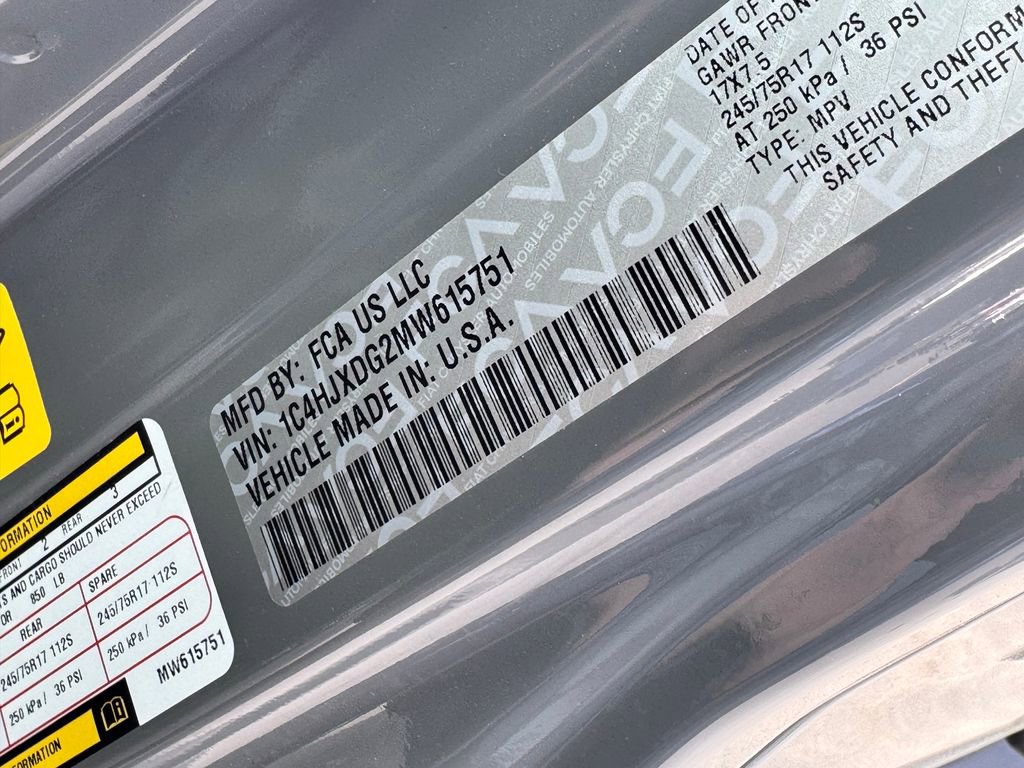 MFD BY: FCA US LLC
VIN: 1C4HJXDG2MW615751
VEHICLE MADE IN: U.S.A.
DATE OF
GAWR FRONT
17X7.5
245/75R17 112S
AT 250 kPa / 36 PSI
TYPE: MPV
THIS VEHICLE CONFORM
SAFETY AND THEFT
ORMATION
FRONT 2 REAR 3
S AND CARGO SHOULD NEVER EXCEED
OR 850 LB
REAR SPARE
245/75R17 112S 245/75R17 112S
250 kPa / 36 PSI 250 kPa / 36 PSI
MW615751
FORMATION